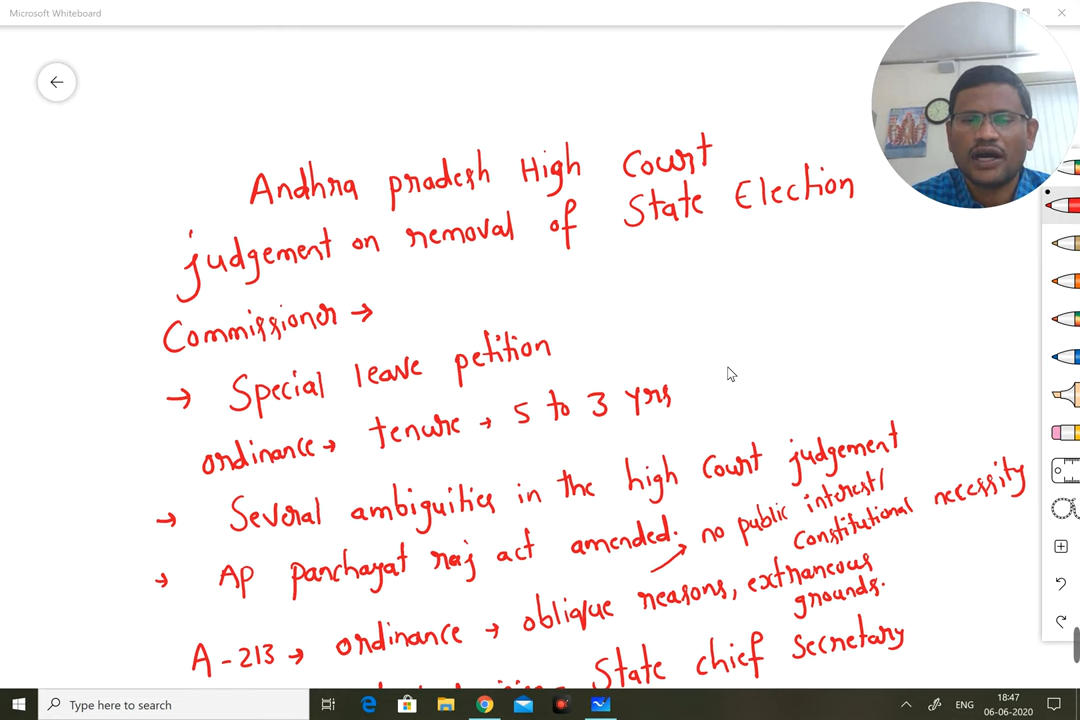 Microsoft Whiteboard
Andhra pradesh High Court
judgement on removal of State Election
Commissioner →
→ Special leave petition
ordinance → tenure → 5 to 3 yrs
→ Several ambiguities in the high Court judgement
→ AP panchayat raj act amended. → no public interest/
Constitutional necessity
A-213 → ordinance → oblique reasons, extraneous
grounds.
State chief Secretary
Type here to search
ENG
18:47
06-06-2020